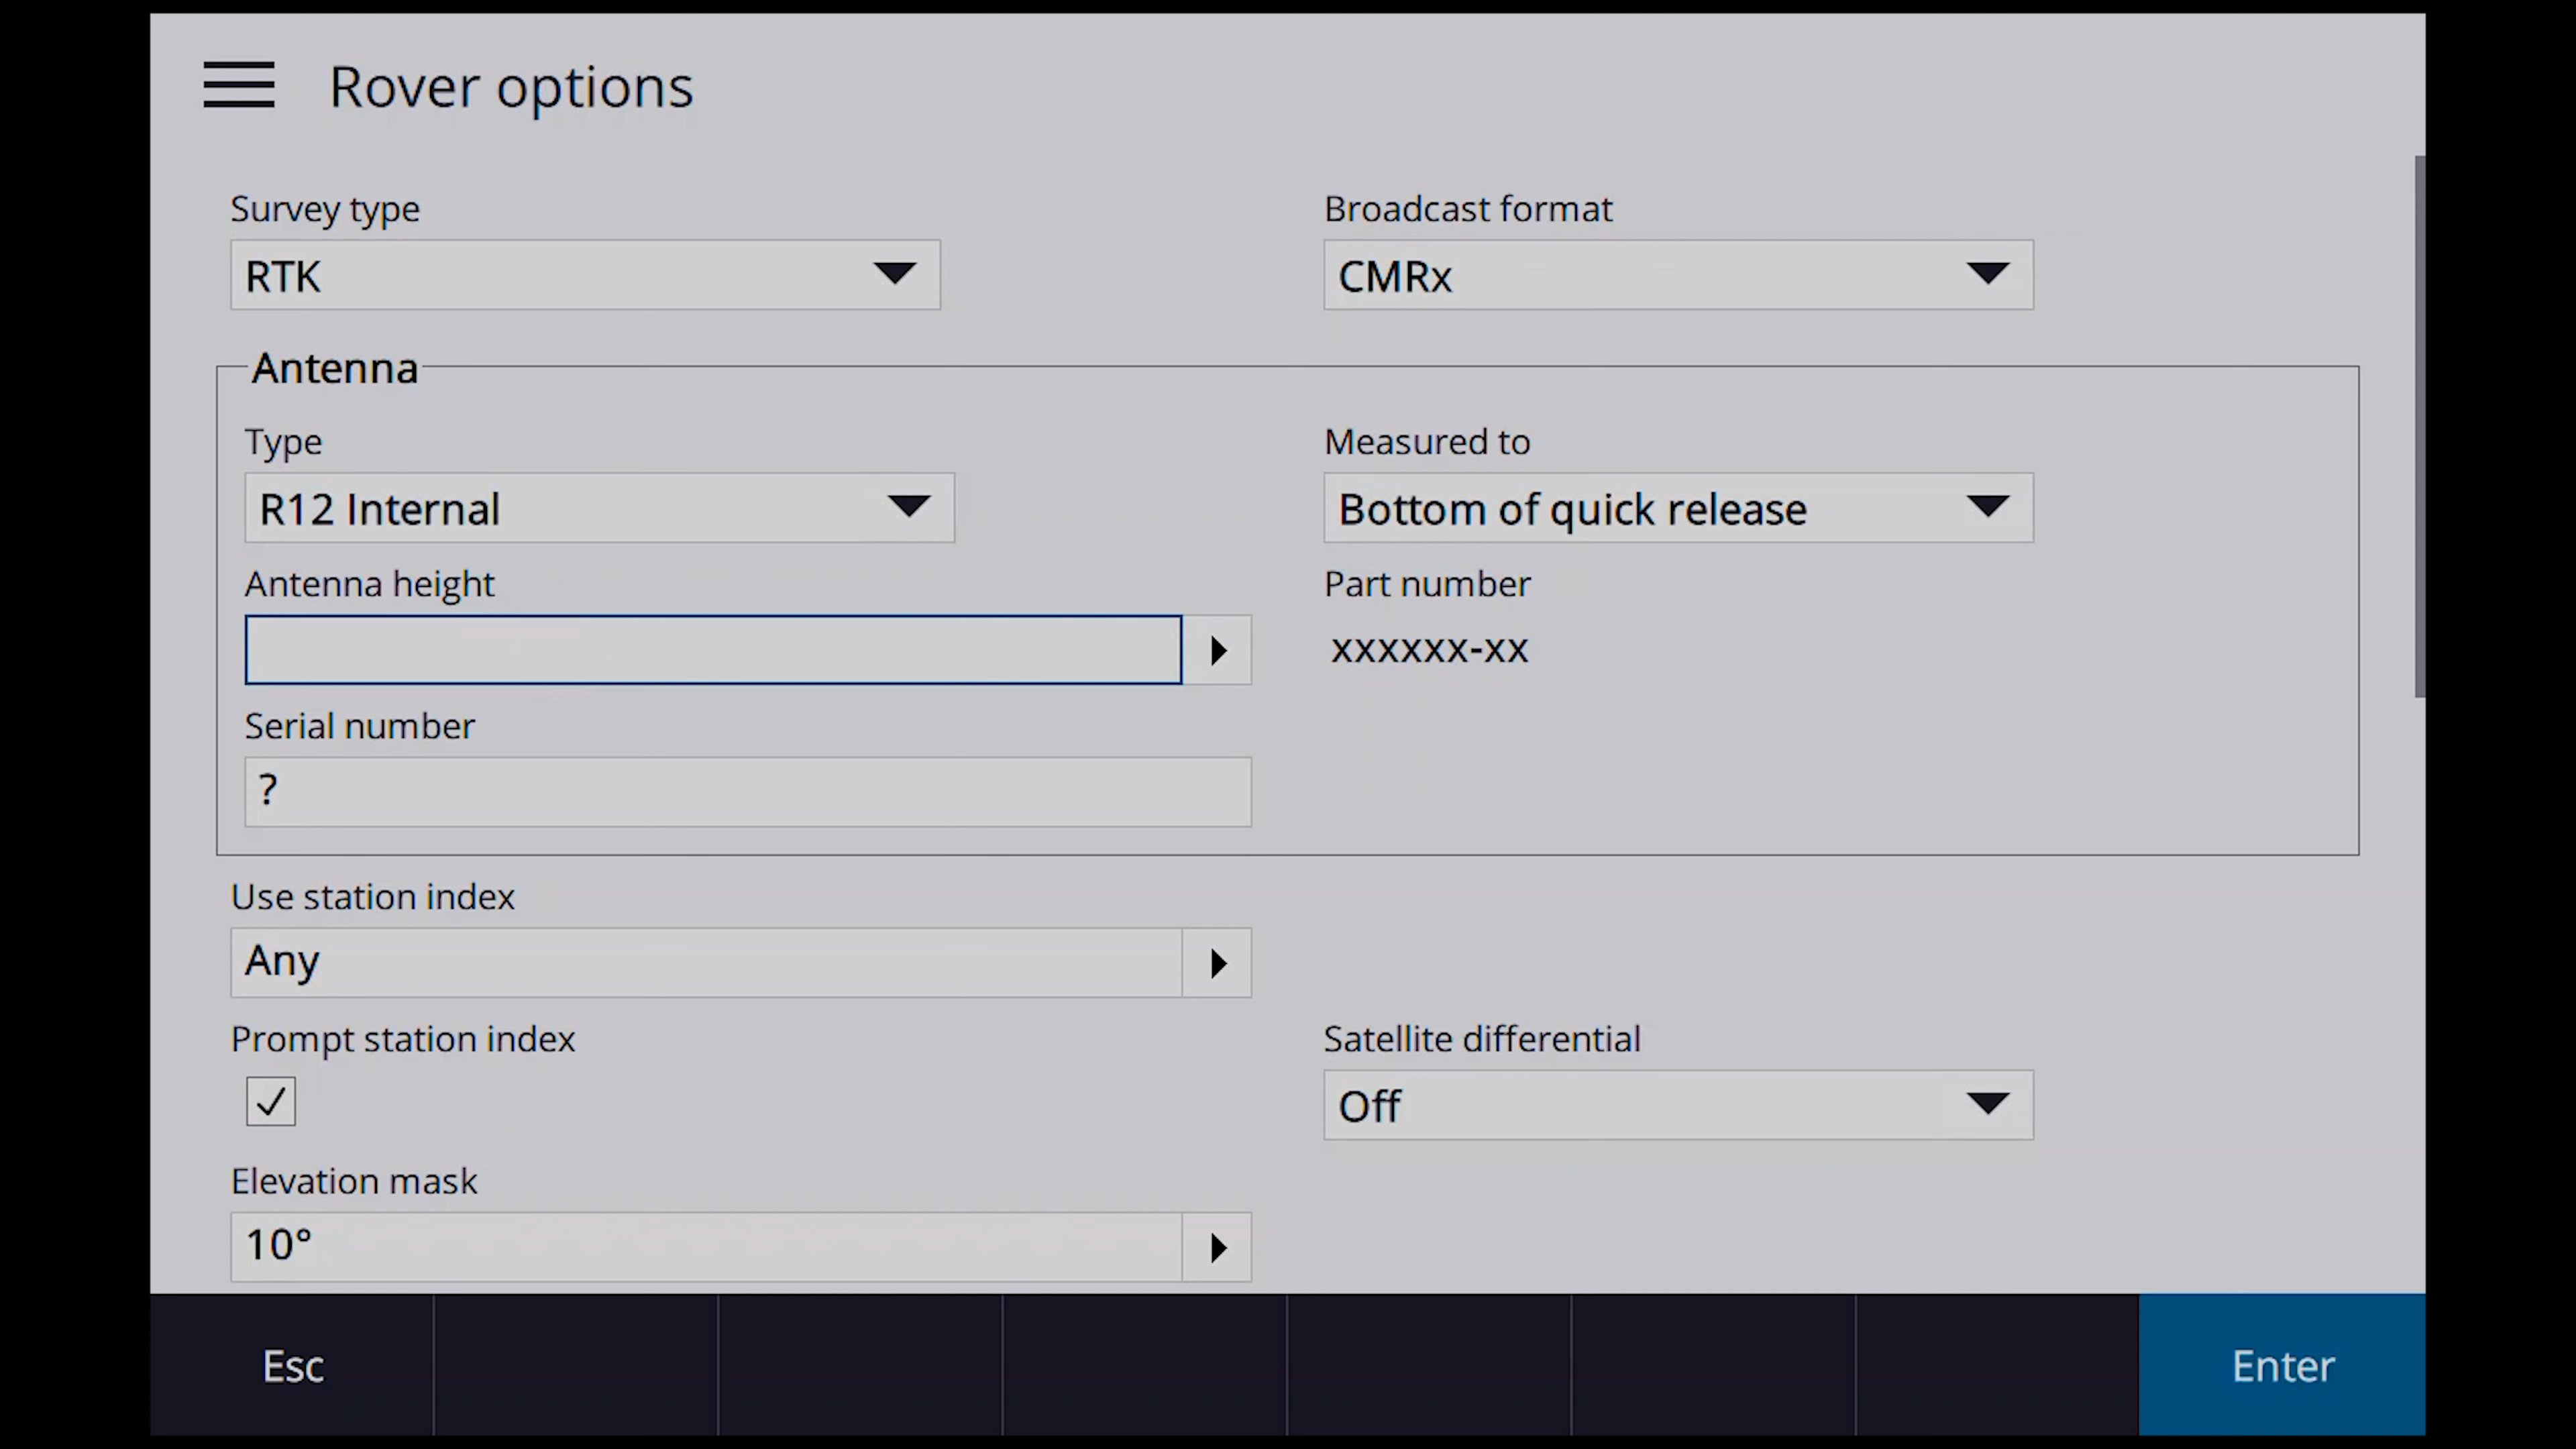 Rover options
Survey type
Broadcast format
RTK
CMRx
Antenna
Type
Measured to
R12 Internal
Bottom of quick release
Antenna height
Part number
xxxxxx-xx
Serial number
?
Use station index
Any
Prompt station index
Satellite differential
Off
Elevation mask
10°
Esc
Enter